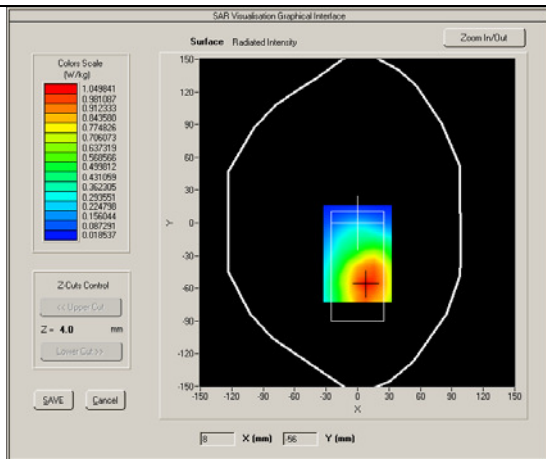 SAR Visualisation Graphical Interface
Surface Radiated Intensity
Zoom In/Out
Colors Scale
(W/kg)
1.049841
0.981087
0.912333
0.843580
0.774826
0.706073
0.637319
0.568566
0.499812
0.431059
0.362305
0.293551
0.224798
0.156044
0.087291
0.018537
Z-Cuts Control
<< Upper Cut
Z = 4.0 mm
Lower Cut >>
SAVE Cancel
150-
120-
90-
60-
30-
0-
-30-
-60-
-90-
-120-
-150-
Y
-150 -120 -90 -60 -30 0 30 60 90 120 150
X
8 X (mm) -56 Y (mm)